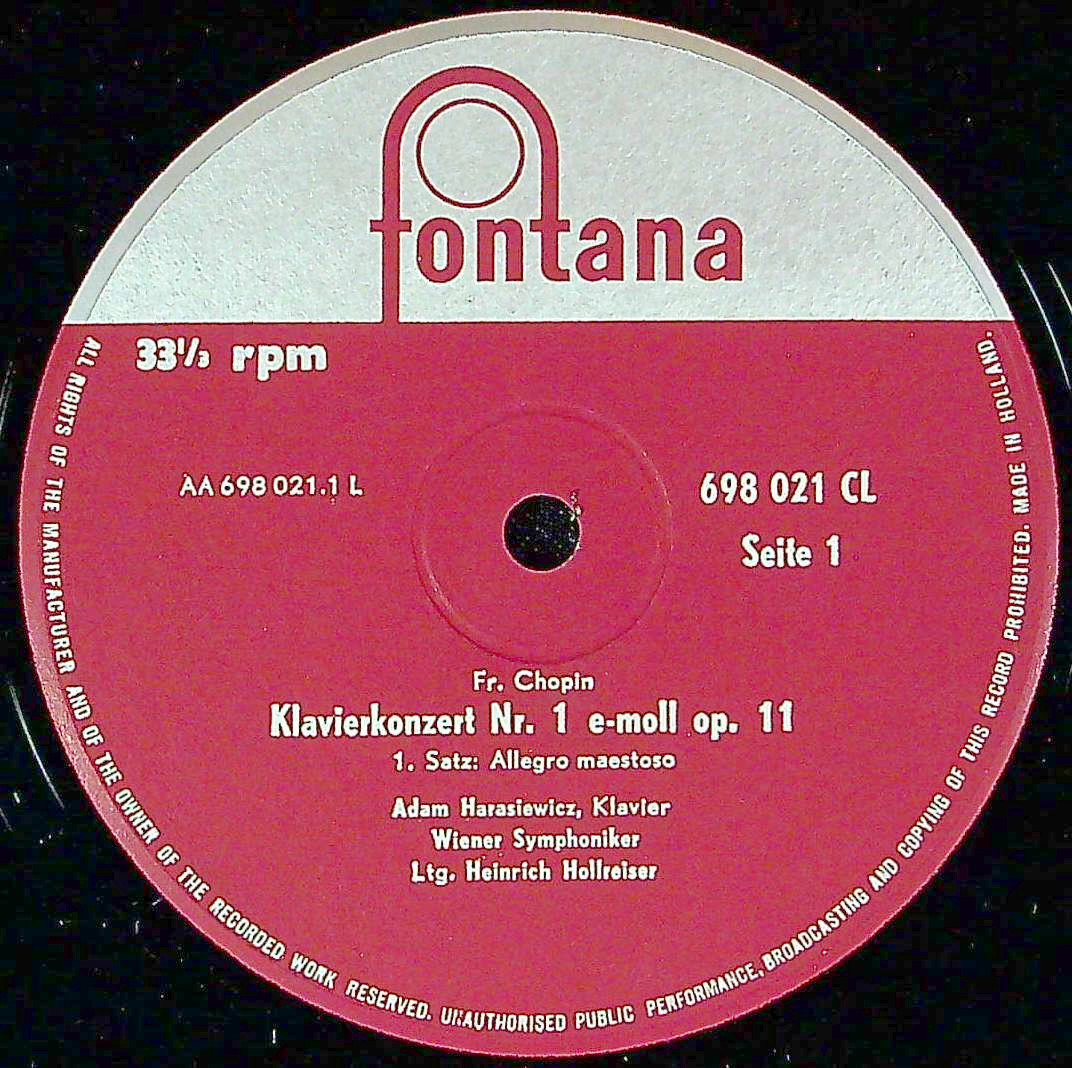 fontana
33 1/3 rpm
AA 698 021.1 L
698 021 CL
Seite 1
Fr. Chopin
Klavierkonzert Nr. 1 e-moll op. 11
1. Satz: Allegro maestoso
Adam Harasiewicz, Klavier
Wiener Symphoniker
Ltg. Heinrich Hollreiser
ALL RIGHTS OF THE MANUFACTURER AND OF THE OWNER OF THE RECORDED WORK RESERVED. UNAUTHORISED PUBLIC PERFORMANCE, BROADCASTING AND COPYING OF THIS RECORD PROHIBITED. MADE IN HOLLAND.